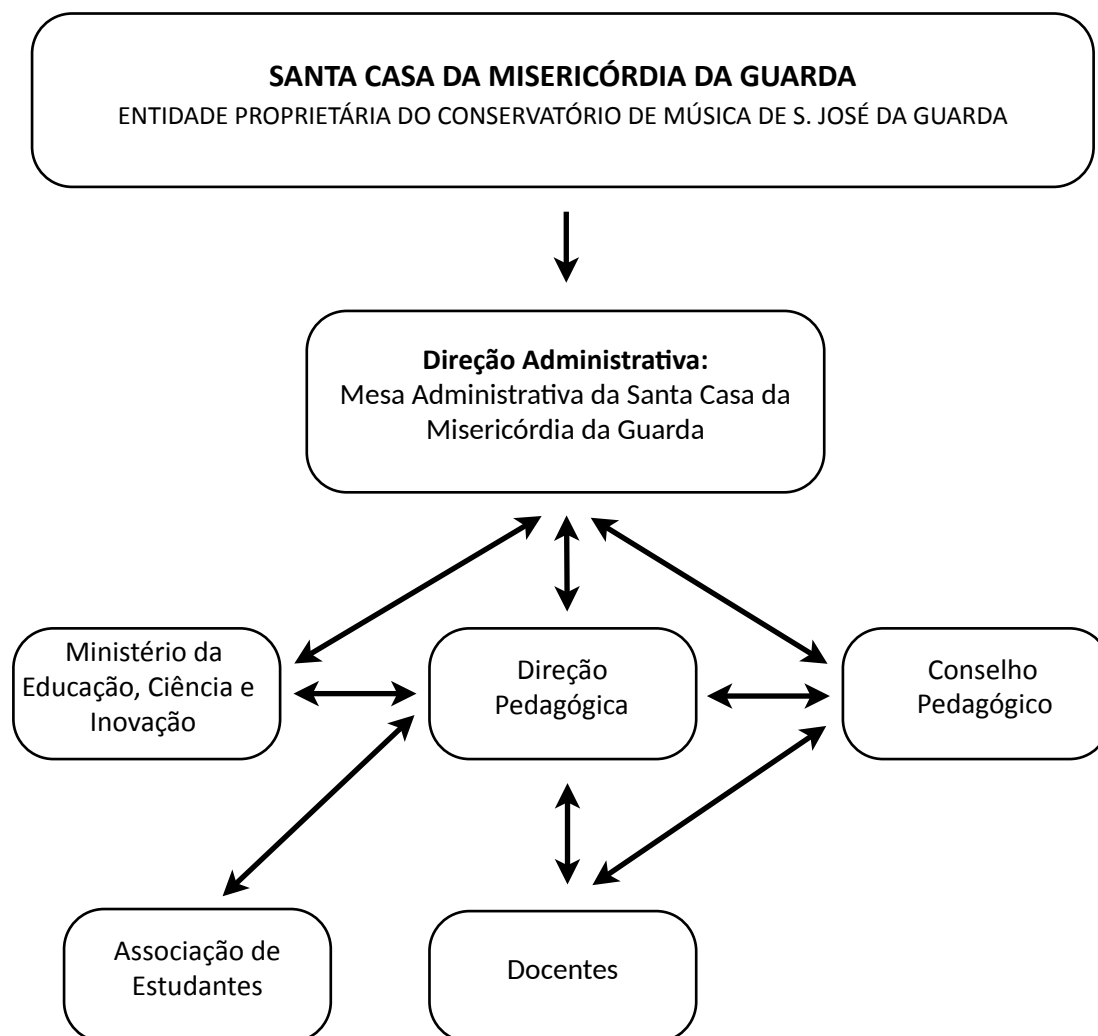 SANTA CASA DA MISERICÓRDIA DA GUARDA
ENTIDADE PROPRIETÁRIA DO CONSERVATÓRIO DE MÚSICA DE S. JOSÉ DA GUARDA
Direção Administrativa:
Mesa Administrativa da Santa Casa da
Misericórdia da Guarda
Ministério da
Educação, Ciência e
Inovação
Direção
Pedagógica
Conselho
Pedagógico
Associação de
Estudantes
Docentes